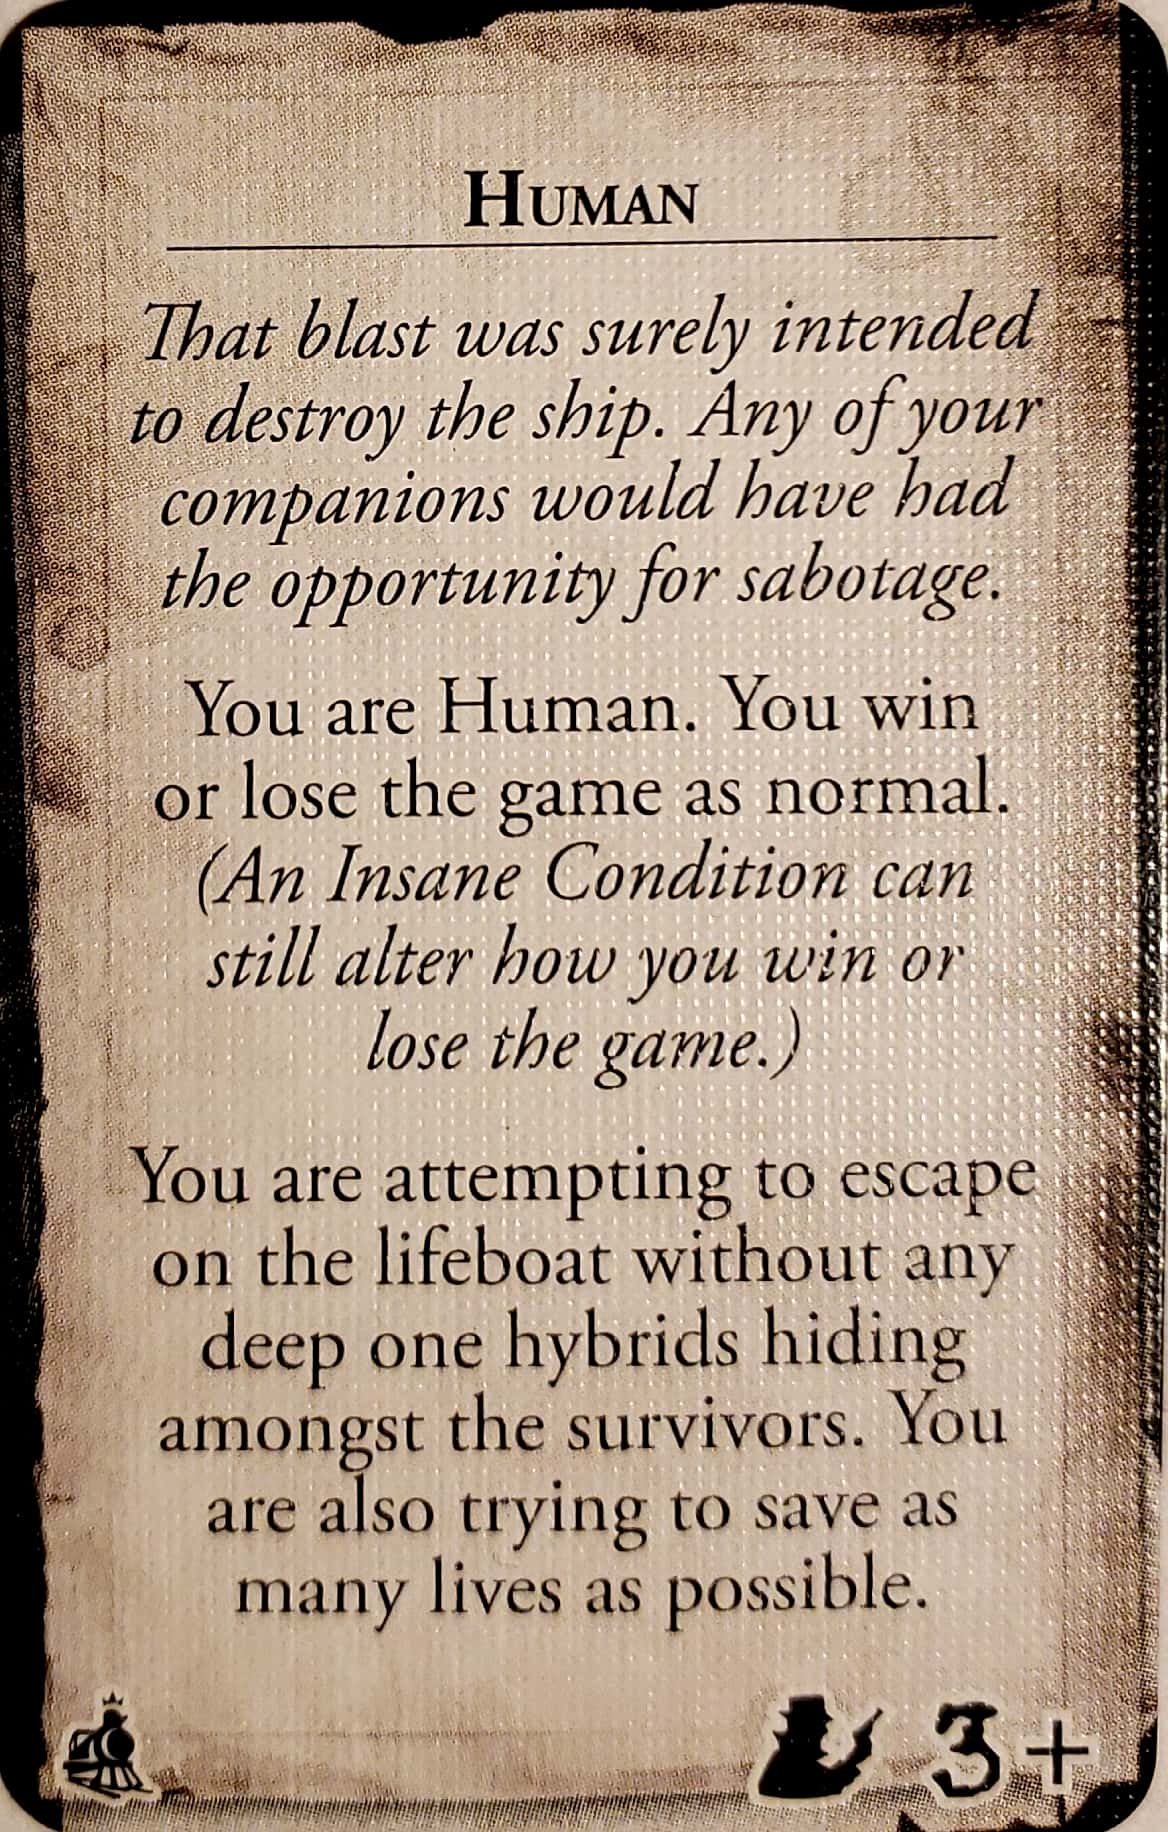 Human
That blast was surely intended
to destroy the ship. Any of your
companions would have had
the opportunity for sabotage.
You are Human. You win
or lose the game as normal.
(An Insane Condition can
still alter how you win or
lose the game.)
You are attempting to escape
on the lifeboat without any
deep one hybrids hiding
amongst the survivors. You
are also trying to save as
many lives as possible.
3+